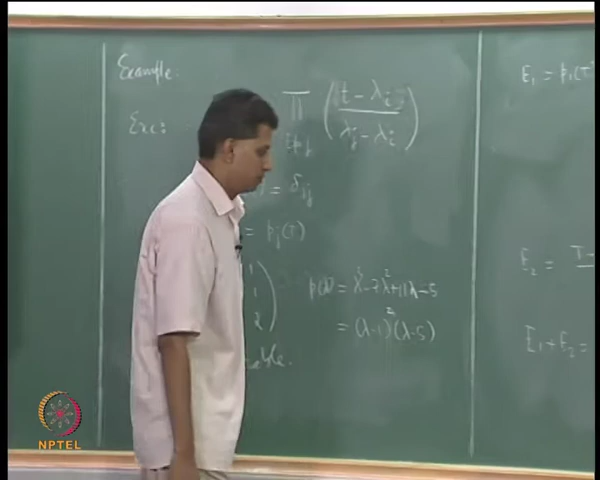 Example:
Exc: ∏ ( (t - λi) / (λj - λi) )
i≠j
= δij
= pj(T)
1
1
2
p(λ) = λ³ - 7λ² + 11λ - 5
= (λ-1)² (λ-5)
E₁ = p₁(T
E₂ = T -
E₁ + E₂ =
NPTEL